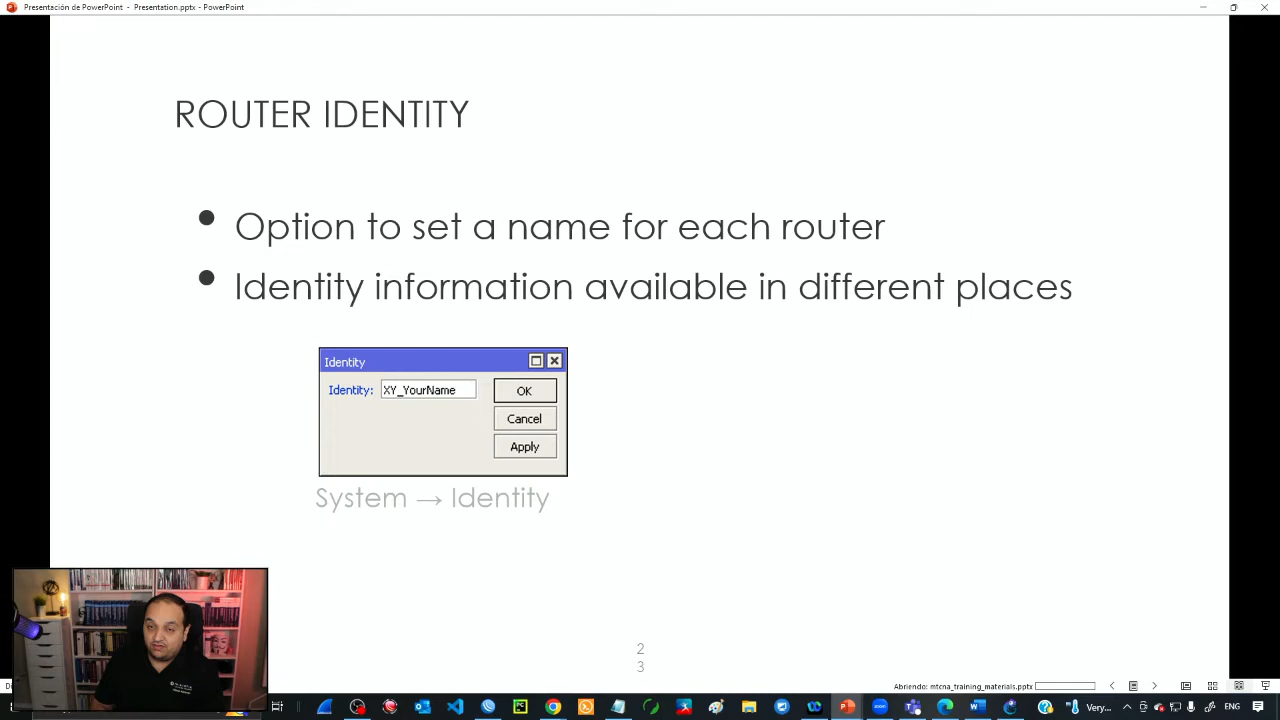 Presentación de PowerPoint - Presentation.pptx - PowerPoint
ROUTER IDENTITY
• Option to set a name for each router
• Identity information available in different places
Identity
Identity: XY_YourName
OK
Cancel
Apply
System → Identity
2
3
Abriendo: mtcna_training_materials.pptx
Very...
ENG